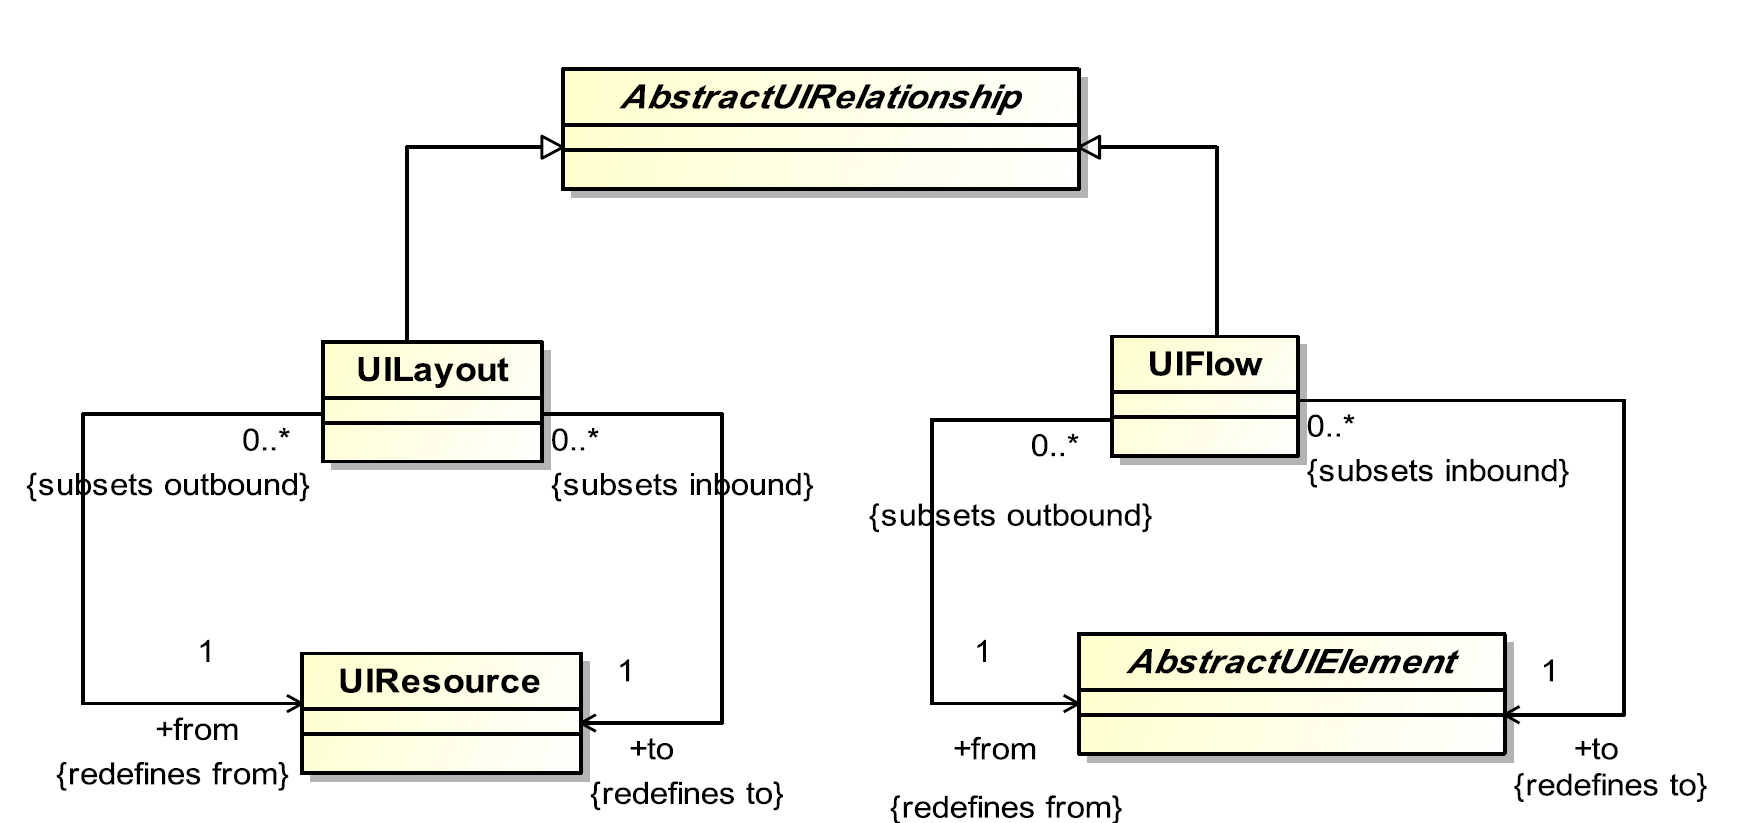 AbstractUIRelationship
UILayout
0..*
{subsets outbound}
0..*
{subsets inbound}
1
+from
{redefines from}
UIResource
1
+to
{redefines to}
UIFlow
0..*
{subsets outbound}
0..*
{subsets inbound}
1
+from
{redefines from}
AbstractUIElement
1
+to
{redefines to}